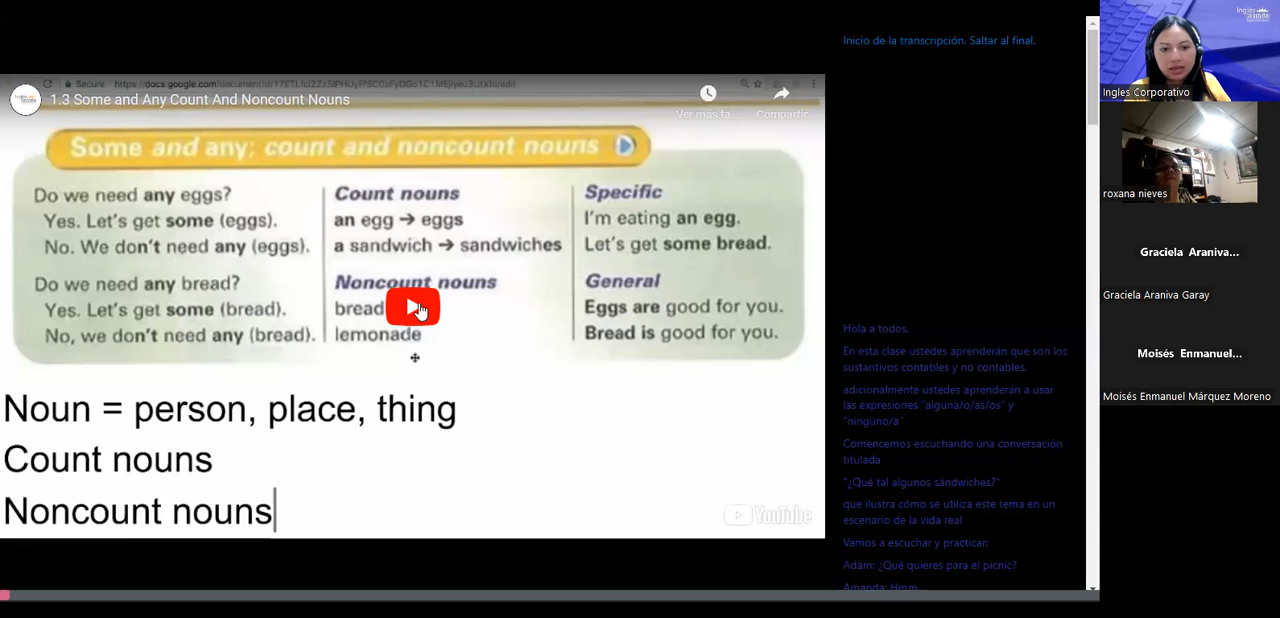 Secure
1.3 Some and Any Count And Noncount Nouns
Ver más ta...
Compartir
Some and any; count and noncount nouns
Do we need any eggs?
Yes. Let's get some (eggs).
No. We don't need any (eggs).
Do we need any bread?
Yes. Let's get some (bread).
No, we don't need any (bread).
Count nouns
an egg → eggs
a sandwich → sandwiches
Noncount nouns
bread
lemonade
Specific
I'm eating an egg.
Let's get some bread.
General
Eggs are good for you.
Bread is good for you.
Noun = person, place, thing
Count nouns
Noncount nouns
YouTube
Inicio de la transcripción. Saltar al final.
Hola a todos.
En esta clase ustedes aprenderán que son los
sustantivos contables y no contables.
adicionalmente ustedes aprenderán a usar
las expresiones "alguna/o/as/os" y
"ninguno/a"
Comencemos escuchando una conversación
titulada
"¿Qué tal algunos sándwiches?"
que ilustra cómo se utiliza este tema en un
escenario de la vida real
Vamos a escuchar y practicar:
Adam: ¿Qué quieres para el picnic?
Amanda: Hmm
Ingles Corporativo
roxana nieves
Graciela Araniva...
Graciela Araniva Garay
Moisés Enmanuel...
Moisés Enmanuel Márquez Moreno